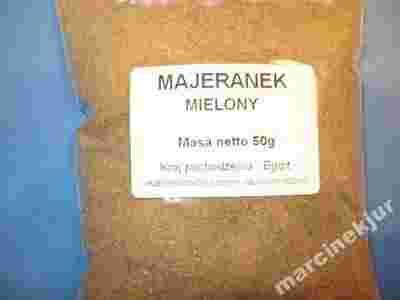 MAJERANEK
MIELONY
Masa netto 50g
Kraj pochodzenia : Egipt
marcinekjur